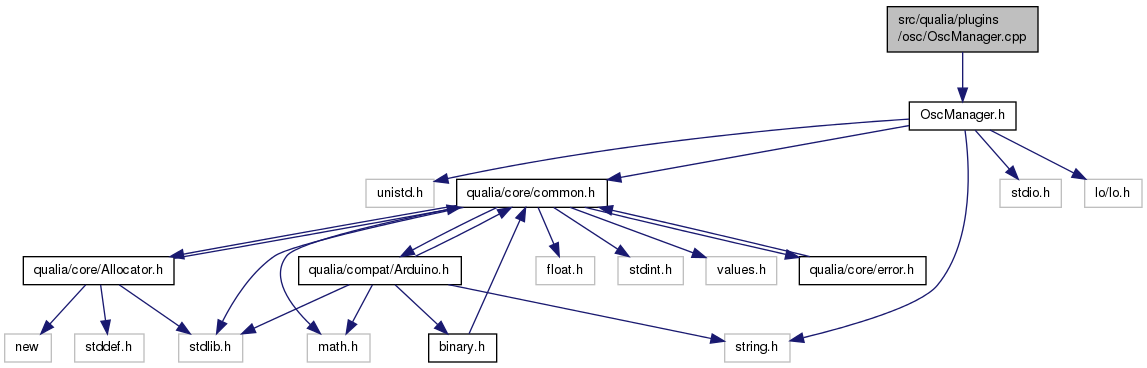 src/qualia/plugins
/osc/OscManager.cpp
OscManager.h
unistd.h
qualia/core/common.h
stdio.h
lo/lo.h
qualia/core/Allocator.h
qualia/compat/Arduino.h
float.h
stdint.h
values.h
qualia/core/error.h
new
stddef.h
stdlib.h
math.h
binary.h
string.h